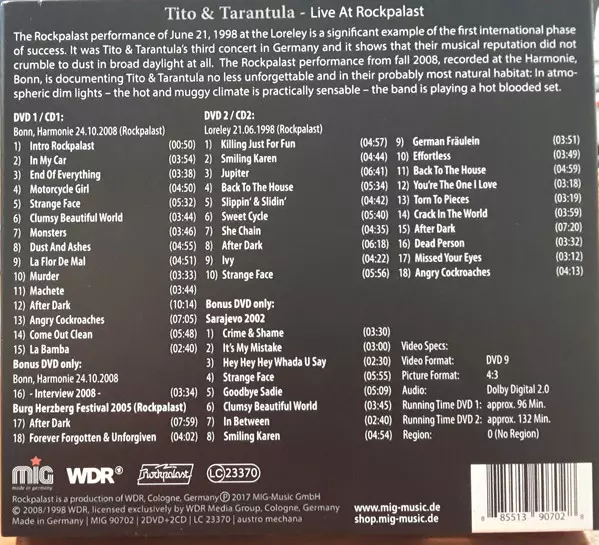 Tito & Tarantula - Live At Rockpalast
The Rockpalast performance of June 21, 1998 at the Loreley is a significant example of the first international phase
of success. It was Tito & Tarantula's third concert in Germany and it shows that their musical reputation did not
crumble to dust in broad daylight at all. The Rockpalast performance from fall 2008, recorded at the Harmonie,
Bonn, is documenting Tito & Tarantula no less unforgettable and in their probably most natural habitat: In atmo-
spheric dim lights – the hot and muggy climate is practically sensable – the band is playing a hot blooded set.
DVD 1 / CD1:
Bonn, Harmonie 24.10.2008 (Rockpalast)
1) Intro Rockpalast (00:50)
2) In My Car (03:54)
3) End Of Everything (03:38)
4) Motorcycle Girl (04:50)
5) Strange Face (05:32)
6) Clumsy Beautiful World (03:44)
7) Monsters (03:48)
8) Dust And Ashes (04:55)
9) La Flor De Mal (04:51)
10) Murder (03:33)
11) Machete (03:44)
12) After Dark (10:14)
13) Angry Cockroaches (07:05)
14) Come Out Clean (05:48)
15) La Bamba (02:40)
Bonus DVD only:
Bonn, Harmonie 24.10.2008
16) - Interview 2008 - (03:34)
Burg Herzberg Festival 2005 (Rockpalast)
17) After Dark (07:59)
18) Forever Forgotten & Unforgiven (04:02)
DVD 2 / CD2:
Loreley 21.06.1998 (Rockpalast)
1) Killing Just For Fun (04:57)
2) Smiling Karen (04:44)
3) Jupiter (06:41)
4) Back To The House (05:34)
5) Slippin' & Slidin' (05:32)
6) Sweet Cycle (05:40)
7) She Chain (04:35)
8) After Dark (06:18)
9) Ivy (04:22)
10) Strange Face (05:56)
9) German Fräulein (03:51)
10) Effortless (03:49)
11) Back To The House (04:59)
12) You're The One I Love (03:18)
13) Torn To Pieces (03:19)
14) Crack In The World (03:59)
15) After Dark (07:20)
16) Dead Person (03:32)
17) Missed Your Eyes (03:12)
18) Angry Cockroaches (04:13)
Bonus DVD only:
Sarajevo 2002
1) Crime & Shame (03:30)
2) It's My Mistake (03:00)
3) Hey Hey Hey Whada U Say (02:30)
4) Strange Face (05:55)
5) Goodbye Sadie (05:09)
6) Clumsy Beautiful World (03:45)
7) In Between (02:40)
8) Smiling Karen (04:54)
Video Specs:
Video Format: DVD 9
Picture Format: 4:3
Audio: Dolby Digital 2.0
Running Time DVD 1: approx. 96 Min.
Running Time DVD 2: approx. 132 Min.
Region: 0 (No Region)
MIG
made in germany
WDR
Rockpalast
LC 23370
Rockpalast is a production of WDR, Cologne, Germany ℗ 2017 MIG-Music GmbH
© 2008/1998 WDR, licensed exclusively by WDR Media Group, Cologne, Germany
Made in Germany | MIG 90702 | 2DVD+2CD | LC 23370 | austro mechana
www.mig-music.de
shop.mig-music.de
8 85513 90702 8